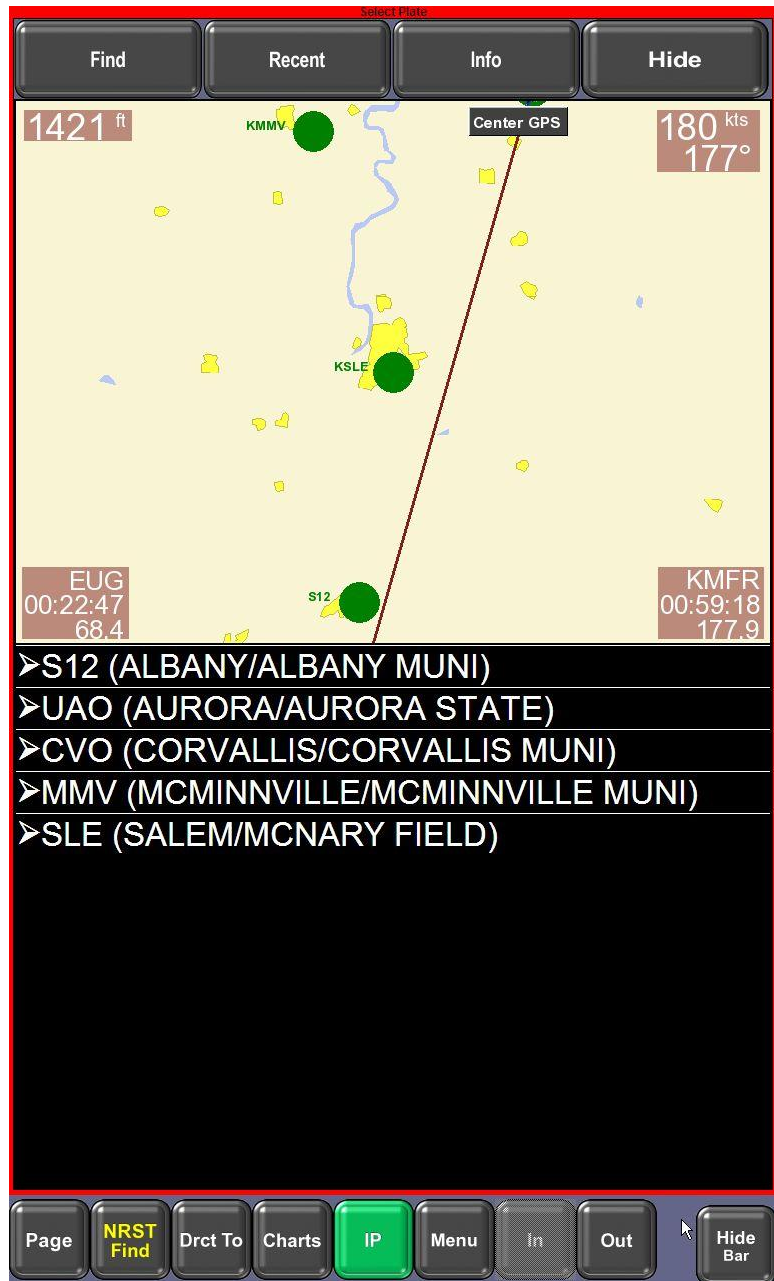 Select Plate
Find Recent Info Hide
1421 ft
KMMV
Center GPS
180 kts
177°
KSLE
S12
EUG
00:22:47
68.4
KMFR
00:59:18
177.9
➢S12 (ALBANY/ALBANY MUNI)
➢UAO (AURORA/AURORA STATE)
➢CVO (CORVALLIS/CORVALLIS MUNI)
➢MMV (MCMINNVILLE/MCMINNVILLE MUNI)
➢SLE (SALEM/MCNARY FIELD)
Page
NRST
Find
Drct To
Charts
IP
Menu
In
Out
Hide
Bar